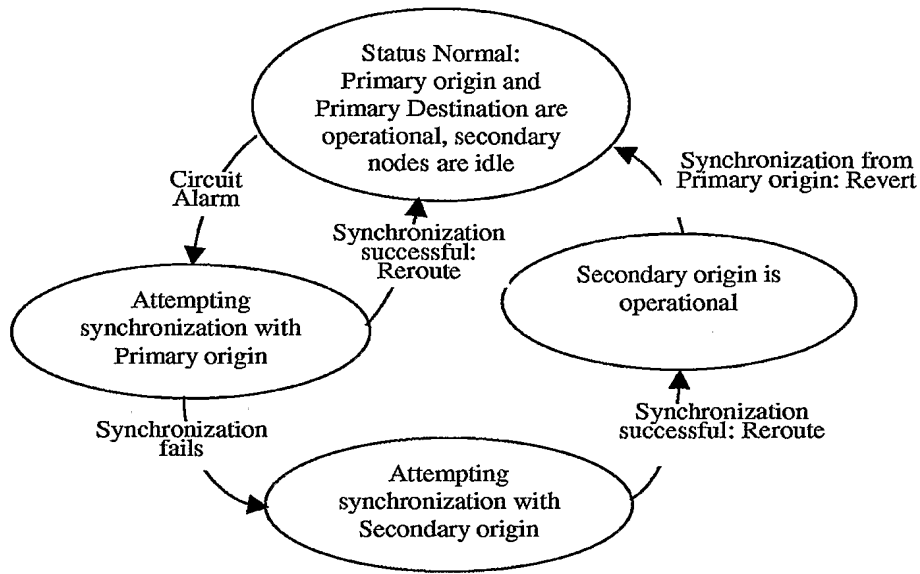 Status Normal:
Primary origin and
Primary Destination are
operational, secondary
nodes are idle
Circuit
Alarm
Synchronization
successful:
Reroute
Synchronization from
Primary origin: Revert
Attempting
synchronization with
Primary origin
Secondary origin is
operational
Synchronization
fails
Synchronization
successful: Reroute
Attempting
synchronization with
Secondary origin